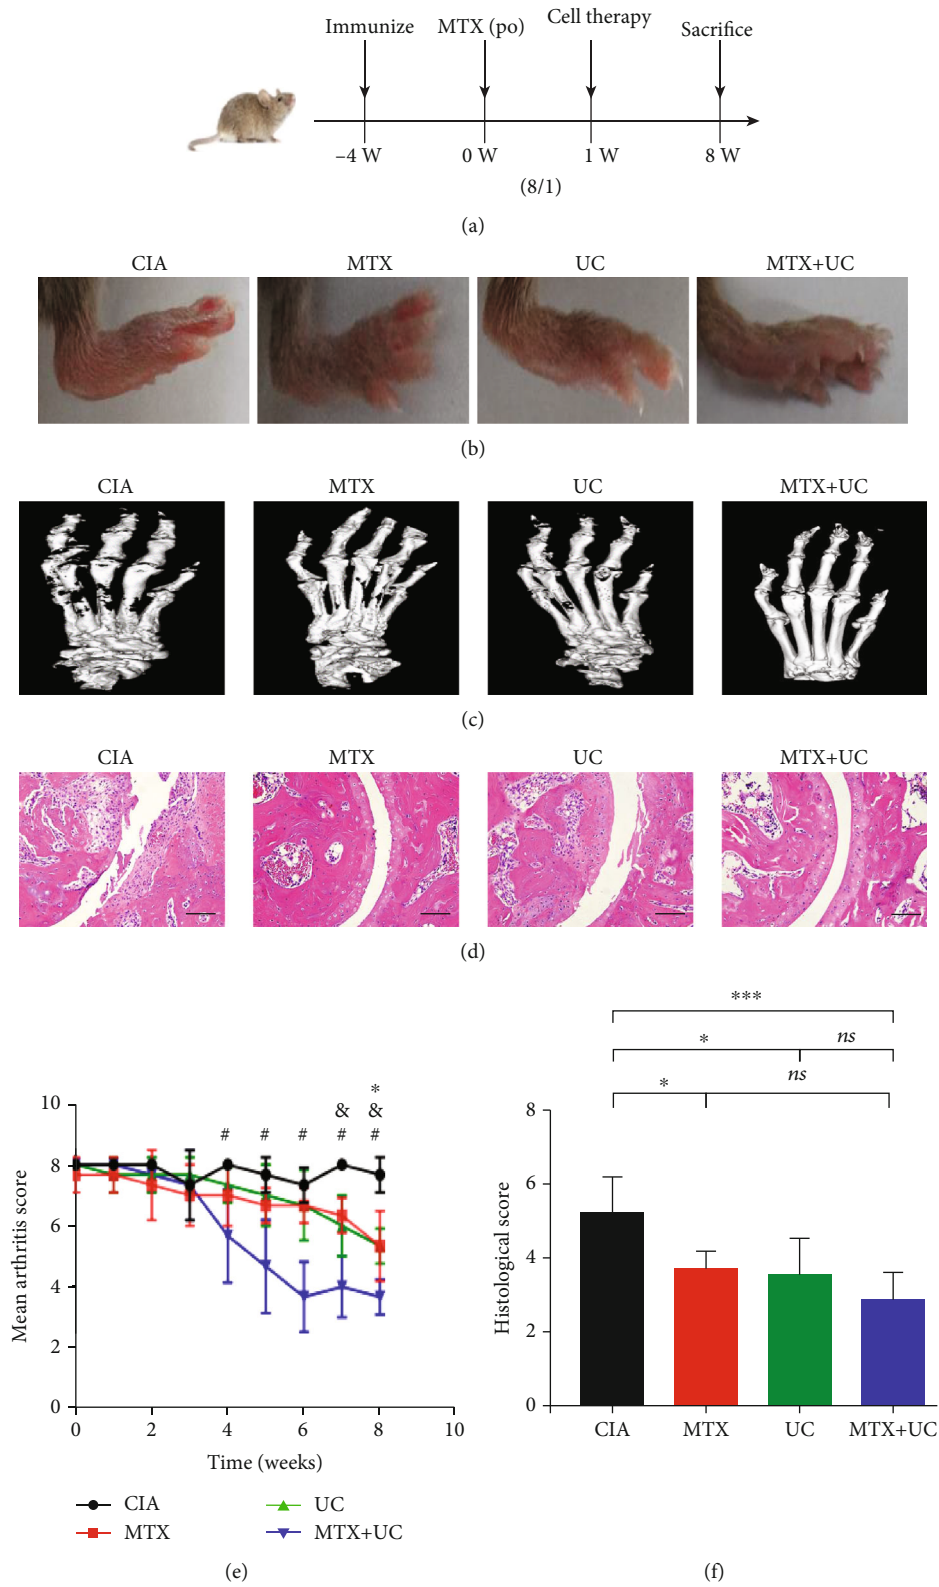 Immunize MTX (po) Cell therapy Sacrifice
–4 W 0 W 1 W 8 W
(8/1)
(a)
CIA MTX UC MTX+UC
(b)
CIA MTX UC MTX+UC
(c)
CIA MTX UC MTX+UC
(d)
Mean arthritis score
10
8
6
4
2
0
*
& &
# # # # #
0 2 4 6 8 10
Time (weeks)
CIA UC
MTX MTX+UC
(e)
***
* ns
* ns
Histological score
8
6
4
2
0
CIA MTX UC MTX+UC
(f)